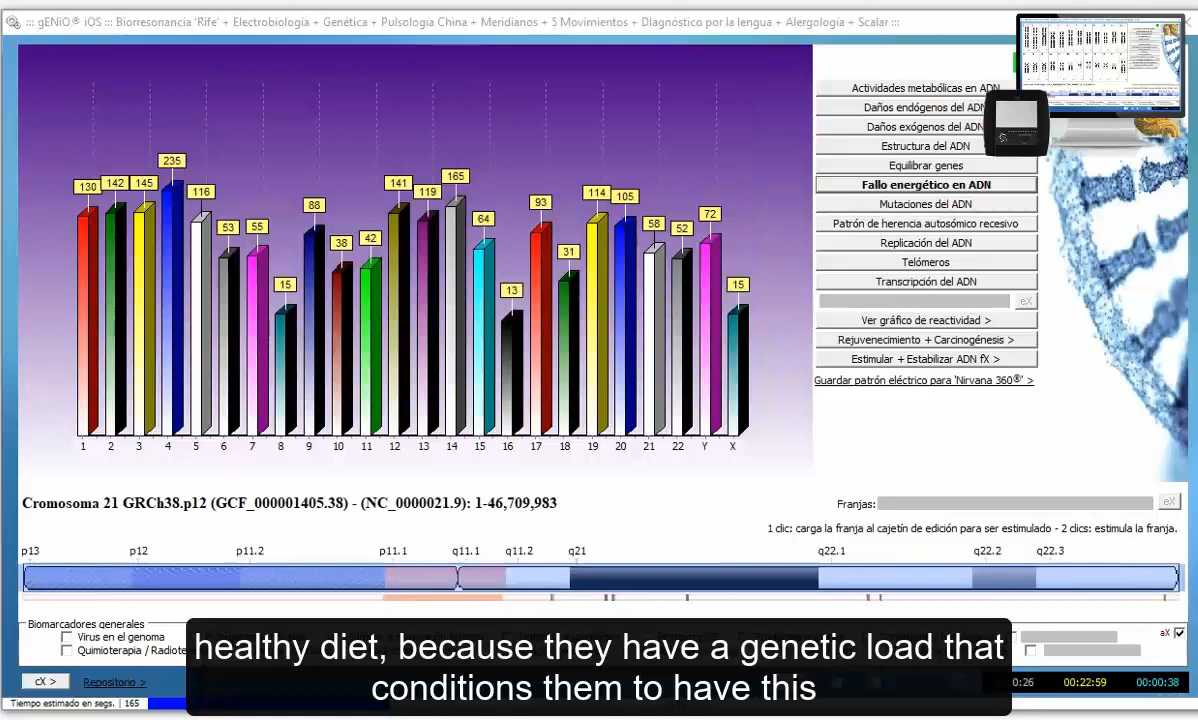 ::: gENiO® iOS ::: Biorresonancia 'Rife' + Electrobiología + Genética + Pulsología China + Meridianos + 5 Movimientos + Diagnóstico por la lengua + Alergología + Scalar :::
Actividades metabólicas en ADN
Daños endógenos del ADN
Daños exógenos del ADN
Estructura del ADN
Equilibrar genes
Fallo energético en ADN
Mutaciones del ADN
Patrón de herencia autosómico recesivo
Replicación del ADN
Telómeros
Transcripción del ADN
eX
Ver gráfico de reactividad >
Rejuvenecimiento + Carcinogénesis >
Estimular + Estabilizar ADN fX >
Guardar patrón eléctrico para 'Nirvana 360®' >
130 142 145 235 116 53 55 15 88 38 42 141 119 165 64 13 93 31 114 105 58 52 72 15
1 2 3 4 5 6 7 8 9 10 11 12 13 14 15 16 17 18 19 20 21 22 Y X
Cromosoma 21 GRCh38.p12 (GCF_000001405.38) - (NC_0000021.9): 1-46,709,983
Franjas: eX
1 clic: carga la franja al cajetín de edición para ser estimulado - 2 clics: estimula la franja.
p13 p12 p11.2 p11.1 q11.1 q11.2 q21 q22.1 q22.2 q22.3
Biomarcadores generales
aX
Virus en el genoma
Quimioterapia / Radiote
healthy diet, because they have a genetic load that
conditions them to have this
cX > Repositorio > :26 00:22:59 00:00:38
Tiempo estimado en segs. | 165